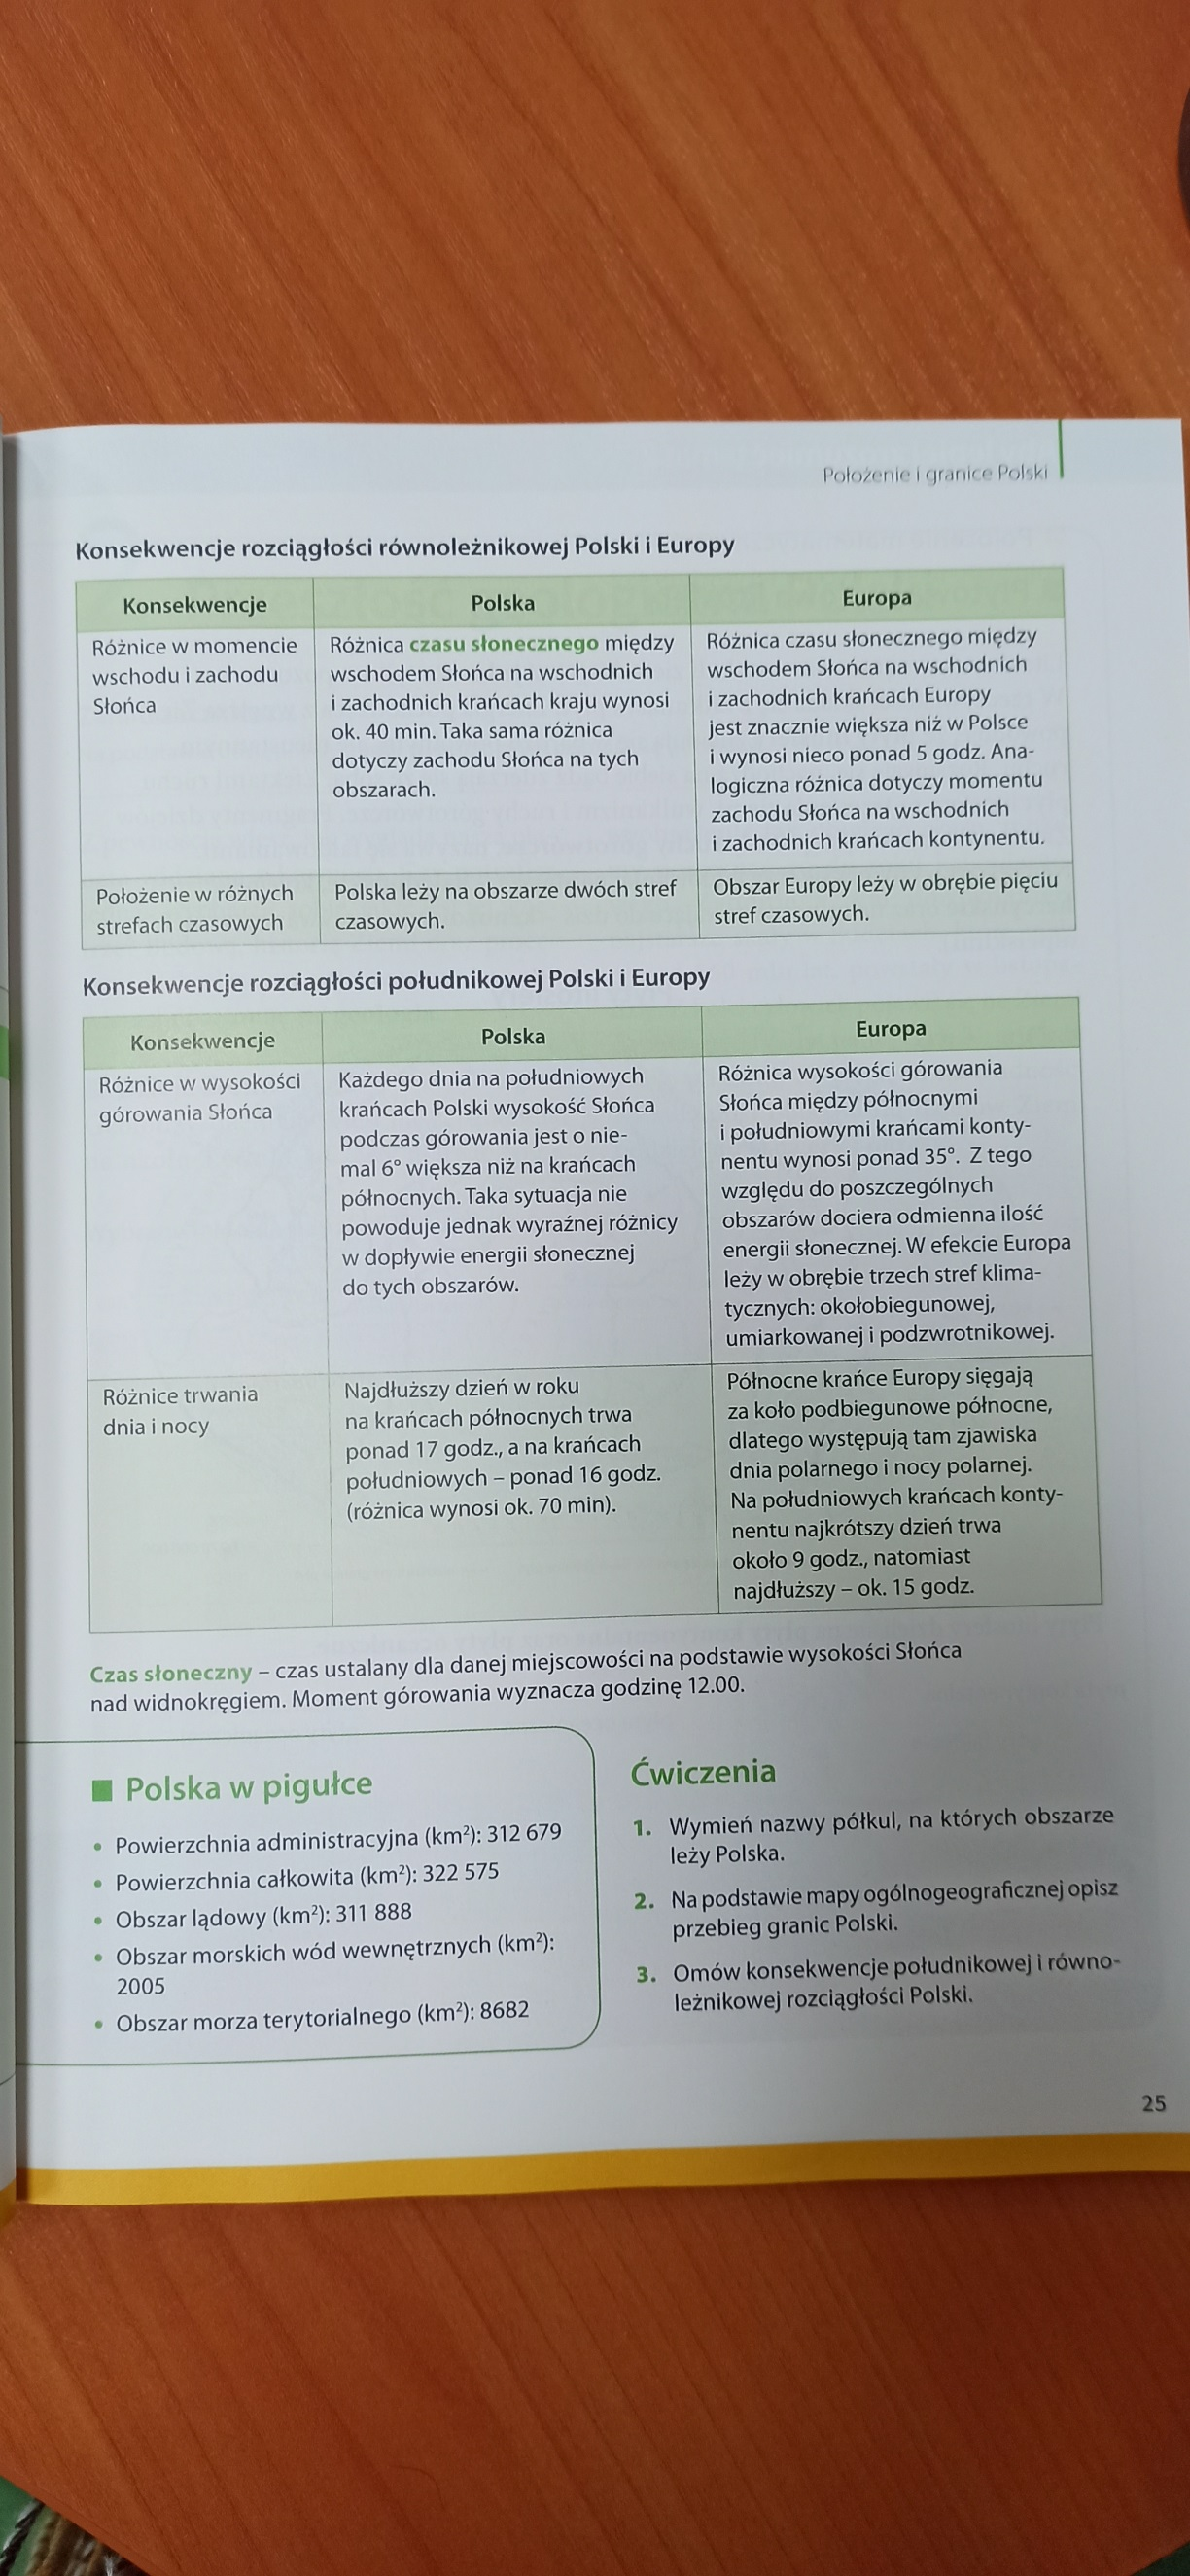 Położenie i granice Polski
Konsekwencje rozciągłości równoleżnikowej Polski i Europy
Konsekwencje
Polska
Europa
Różnice w momencie
wschodu i zachodu
Słońca
Różnica czasu słonecznego między
wschodem Słońca na wschodnich
i zachodnich krańcach kraju wynosi
ok. 40 min. Taka sama różnica
dotyczy zachodu Słońca na tych
obszarach.
Różnica czasu słonecznego między
wschodem Słońca na wschodnich
i zachodnich krańcach Europy
jest znacznie większa niż w Polsce
i wynosi nieco ponad 5 godz. Ana-
logiczna różnica dotyczy momentu
zachodu Słońca na wschodnich
i zachodnich krańcach kontynentu.
Położenie w różnych
strefach czasowych
Polska leży na obszarze dwóch stref
czasowych.
Obszar Europy leży w obrębie pięciu
stref czasowych.
Konsekwencje rozciągłości południkowej Polski i Europy
Konsekwencje
Polska
Europa
Różnice w wysokości
górowania Słońca
Każdego dnia na południowych
krańcach Polski wysokość Słońca
podczas górowania jest o nie-
mal 6° większa niż na krańcach
północnych. Taka sytuacja nie
powoduje jednak wyraźnej różnicy
w dopływie energii słonecznej
do tych obszarów.
Różnica wysokości górowania
Słońca między północnymi
i południowymi krańcami konty-
nentu wynosi ponad 35°. Z tego
względu do poszczególnych
obszarów dociera odmienna ilość
energii słonecznej. W efekcie Europa
leży w obrębie trzech stref klima-
tycznych: okołobiegunowej,
umiarkowanej i podzwrotnikowej.
Różnice trwania
dnia i nocy
Najdłuższy dzień w roku
na krańcach północnych trwa
ponad 17 godz., a na krańcach
południowych – ponad 16 godz.
(różnica wynosi ok. 70 min).
Północne krańce Europy sięgają
za koło podbiegunowe północne,
dlatego występują tam zjawiska
dnia polarnego i nocy polarnej.
Na południowych krańcach konty-
nentu najkrótszy dzień trwa
około 9 godz., natomiast
najdłuższy – ok. 15 godz.
Czas słoneczny – czas ustalany dla danej miejscowości na podstawie wysokości Słońca
nad widnokręgiem. Moment górowania wyznacza godzinę 12.00.
Polska w pigułce
• Powierzchnia administracyjna (km²): 312 679
• Powierzchnia całkowita (km²): 322 575
• Obszar lądowy (km²): 311 888
• Obszar morskich wód wewnętrznych (km²):
2005
• Obszar morza terytorialnego (km²): 8682
Ćwiczenia
1. Wymień nazwy półkul, na których obszarze
leży Polska.
2. Na podstawie mapy ogólnogeograficznej opisz
przebieg granic Polski.
3. Omów konsekwencje południkowej i równo-
leżnikowej rozciągłości Polski.
25